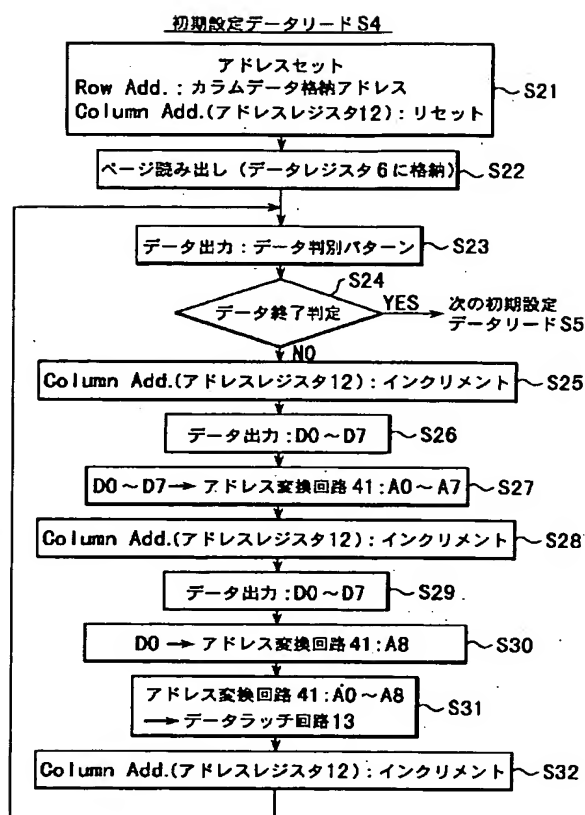 初期設定データリード S4
アドレスセット
Row Add.：カラムデータ格納アドレス
Column Add.(アドレスレジスタ12)：リセット
S21
ページ読み出し (データレジスタ6に格納)
S22
データ出力：データ判別パターン
S23
S24
データ終了判定
YES
次の初期設定
データリードS5
NO
Column Add.(アドレスレジスタ12)：インクリメント
S25
データ出力：D0～D7
S26
D0～D7→アドレス変換回路41：A0～A7
S27
Column Add.(アドレスレジスタ12)：インクリメント
S28
データ出力：D0～D7
S29
D0→アドレス変換回路41：A8
S30
アドレス変換回路41：A0～A8
→データラッチ回路13
S31
Column Add.(アドレスレジスタ12)：インクリメント
S32